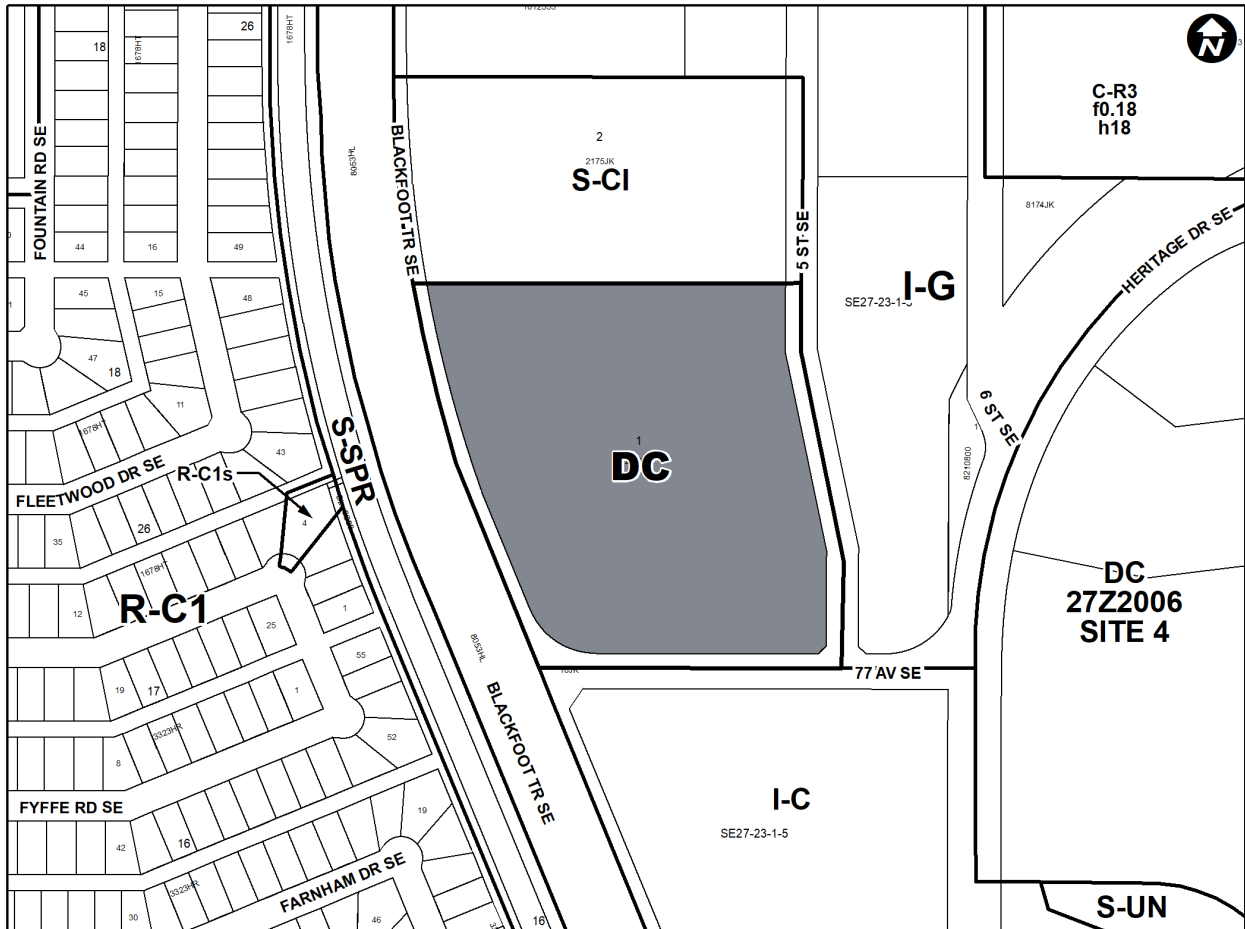 1612535
26
18
1678HT
1678HT
N
3
C-R3
f0.18
h18
FOUNTAIN RD SE
8053HL
BLACKFOOT TR SE
2
2175JK
S-CI
8174JK
HERITAGE DR SE
5 ST SE
44
16
49
I-G
SE27-23-1-5
45
15
48
1
47
18
11
1678HT
43
6 ST SE
1
8210800
1
DC
S-SPR
FLEETWOOD DR SE
R-C1s
4
26
35
1678HT
12
R-C1
1
25
DC
27Z2006
SITE 4
8053HL
55
19
17
1
77 AV SE
BLACKFOOT TR SE
3323HR
52
8
I-C
SE27-23-1-5
FYFFE RD SE
19
16
42
FARNHAM DR SE
3323HR
30
46
16
S-UN